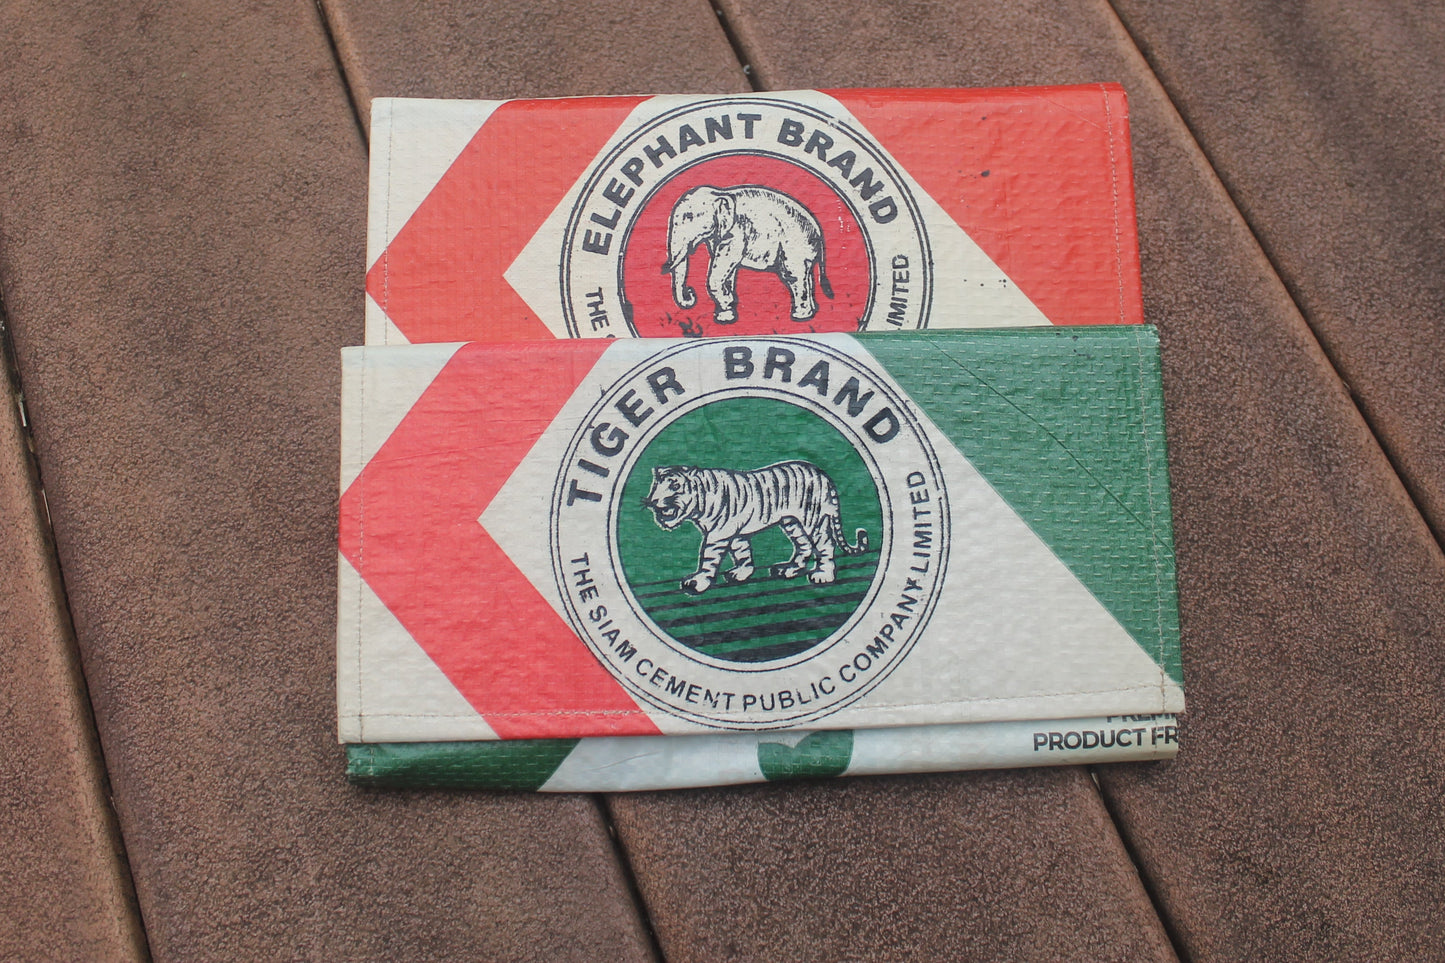 ELEPHANT BRAND
THE
LIMITED
TIGER BRAND
THE SIAM CEMENT PUBLIC COMPANY LIMITED
PRODUCT FR